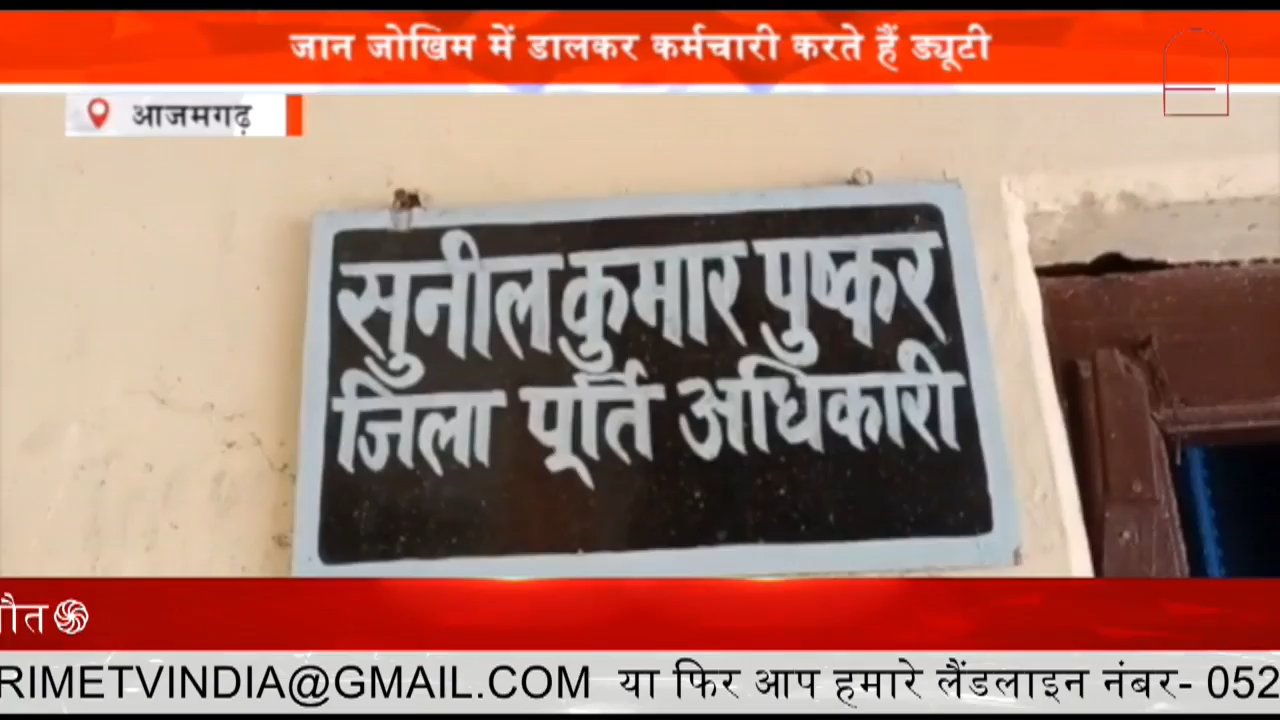 जान जोखिम में डालकर कर्मचारी करते हैं ड्यूटी
आजमगढ़
सुनील कुमार पुष्कर
जिला पूर्ति अधिकारी
RIMETVINDIA@GMAIL.COM या फिर आप हमारे लैंडलाइन नंबर- 052